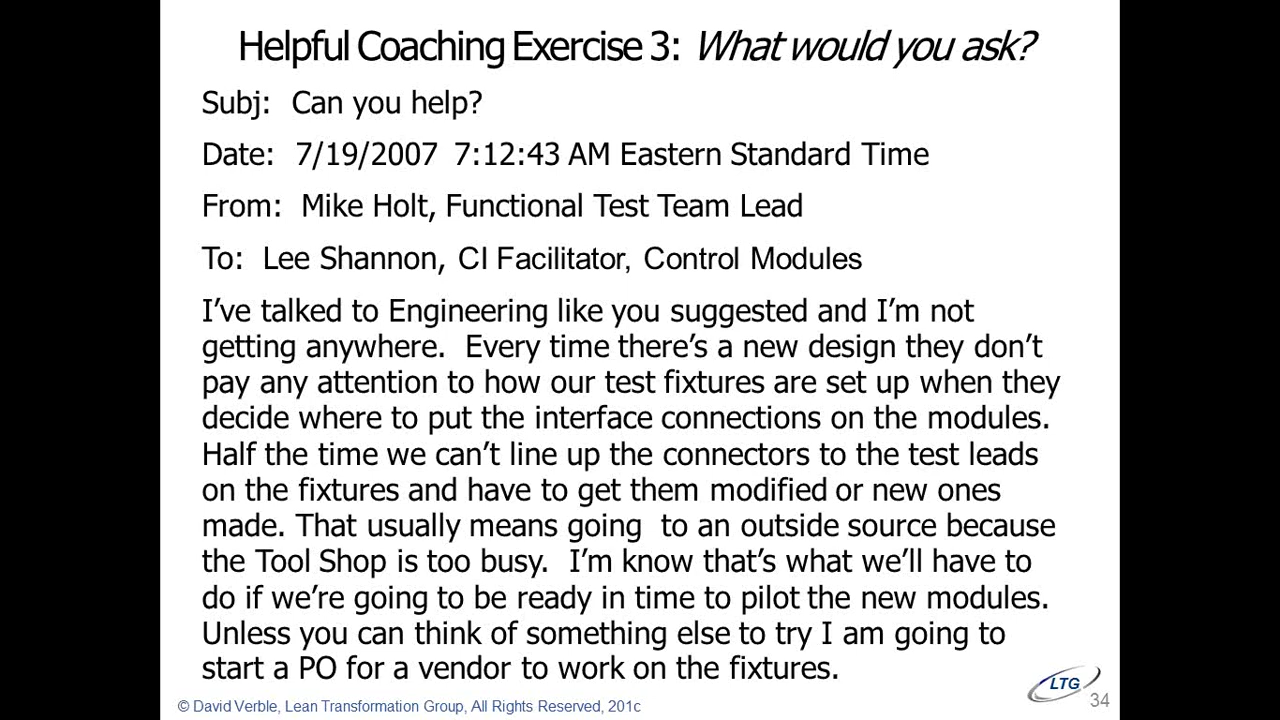 Helpful Coaching Exercise 3: What would you ask?
Subj: Can you help?
Date: 7/19/2007 7:12:43 AM Eastern Standard Time
From: Mike Holt, Functional Test Team Lead
To: Lee Shannon, CI Facilitator, Control Modules
I've talked to Engineering like you suggested and I'm not
getting anywhere. Every time there's a new design they don't
pay any attention to how our test fixtures are set up when they
decide where to put the interface connections on the modules.
Half the time we can't line up the connectors to the test leads
on the fixtures and have to get them modified or new ones
made. That usually means going to an outside source because
the Tool Shop is too busy. I'm know that's what we'll have to
do if we're going to be ready in time to pilot the new modules.
Unless you can think of something else to try I am going to
start a PO for a vendor to work on the fixtures.
LTG
34
© David Verble, Lean Transformation Group, All Rights Reserved, 201c